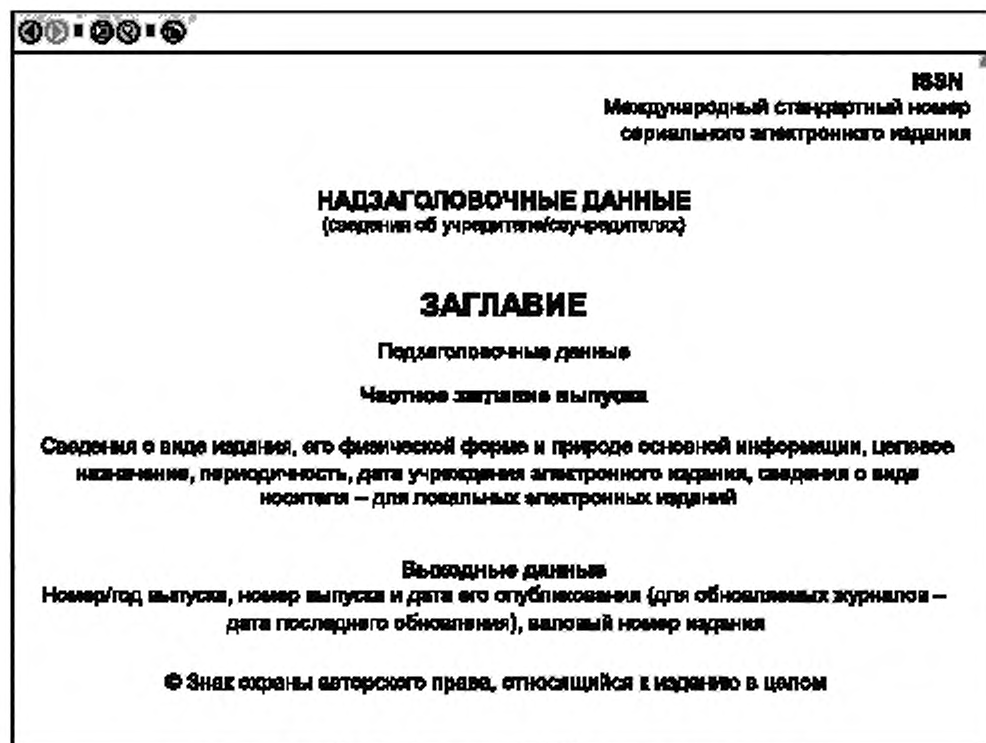 ISSN
Международный стандартный номер
сериального электронного издания
НАДЗАГОЛОВОЧНЫЕ ДАННЫЕ
(сведения об учредителе/соучредителях)
ЗАГЛАВИЕ
Подзаголовочные данные
Частное заглавие выпуска
Сведения о виде издания, его физической форме и природе основной информации, целевое
назначение, периодичность, дата учреждения электронного издания, сведения о виде
носителя – для локальных электронных изданий
Выходные данные
Номер/год выпуска, номер выпуска и дата его опубликования (для обновляемых журналов –
дата последнего обновления), валовый номер издания
© Знак охраны авторского права, относящийся к изданию в целом